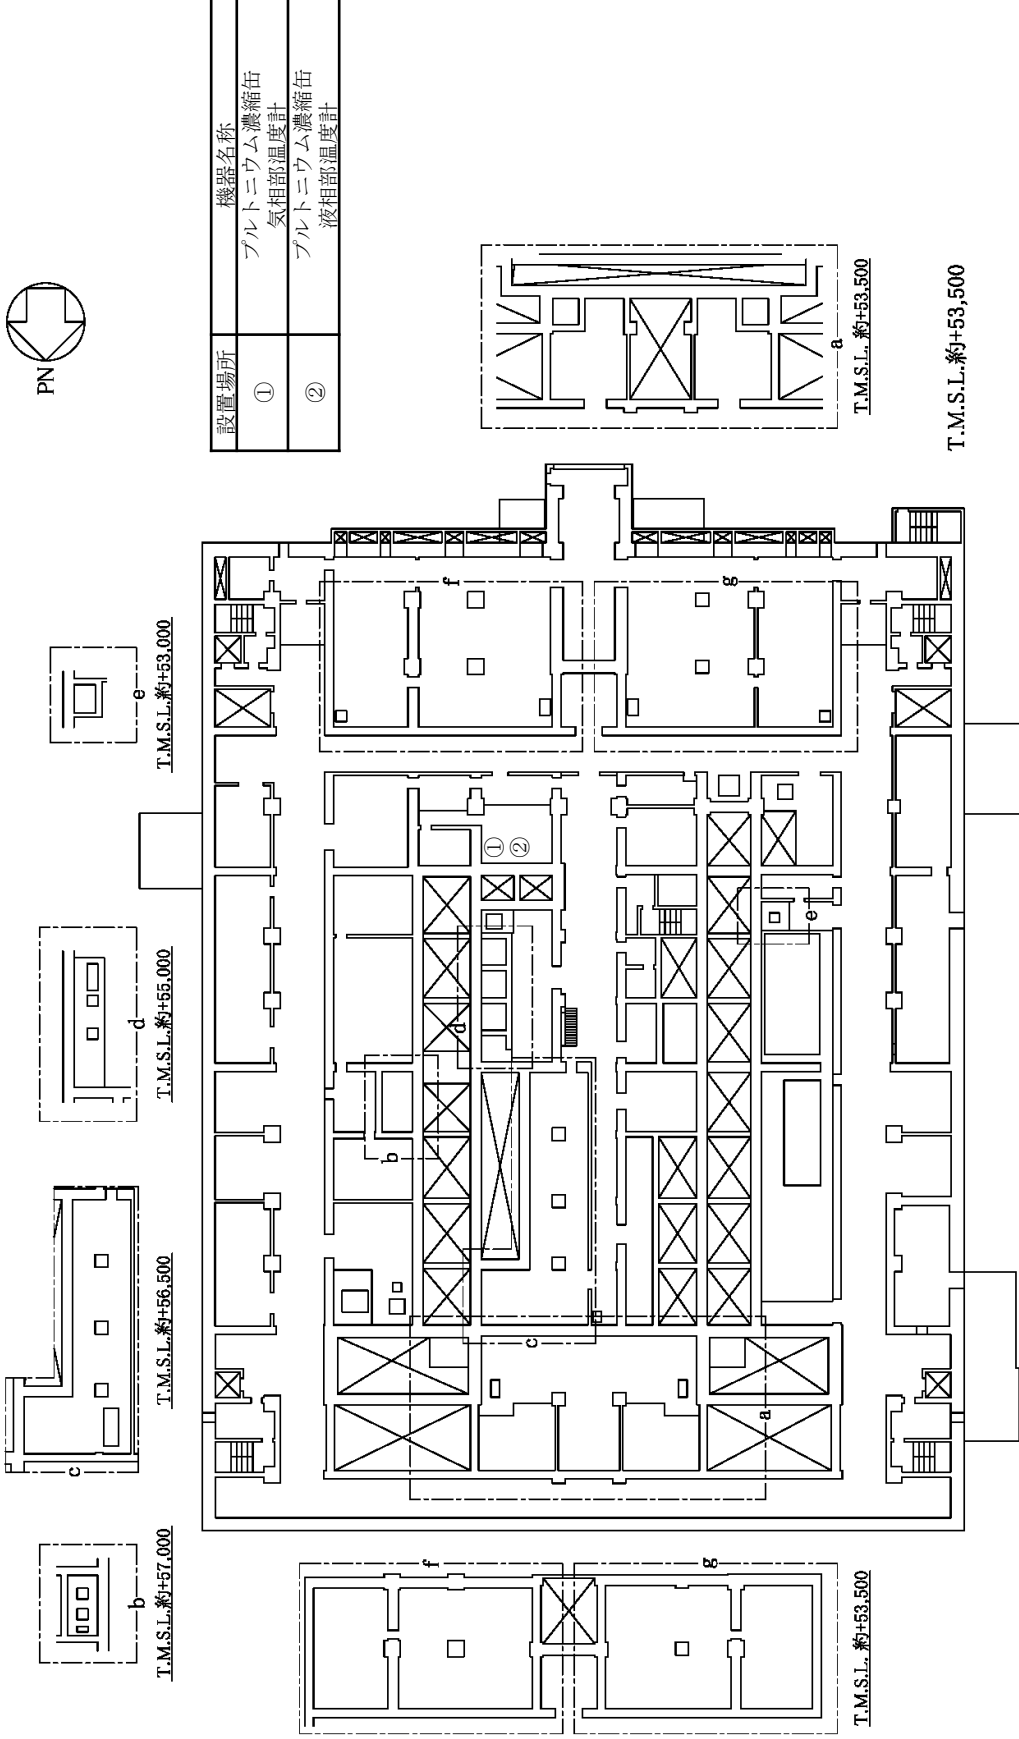 PN
設置場所 機器名称
① プルトニウム濃縮缶
気相部温度計
② プルトニウム濃縮缶
液相部温度計
b
T.M.S.L.約+57,000
c
T.M.S.L.約+56,500
d
T.M.S.L.約+55,000
e
T.M.S.L.約+53,000
f
g
T.M.S.L. 約+53,500
a
b
c
d
e
f
g
①
②
a
T.M.S.L. 約+53,500
T.M.S.L.約+53,500